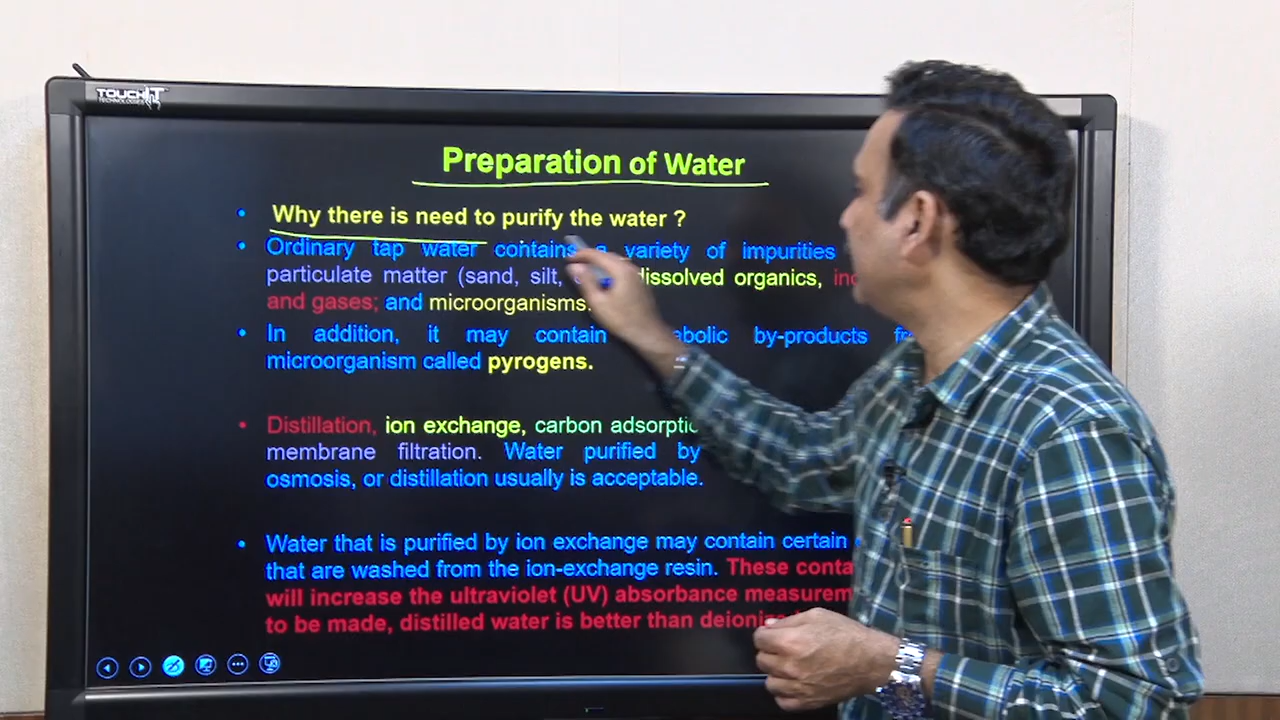 TOUCHIT
TECHNOLOGIES
Preparation of Water
• Why there is need to purify the water ?
• Ordinary tap water contains a variety of impurities
particulate matter (sand, silt, dissolved organics,
and gases; and microorganisms.
• In addition, it may contain by-products
microorganism called pyrogens.
• Distillation, ion exchange, carbon
membrane filtration. Water purified by
osmosis, or distillation usually is acceptable.
• Water that is purified by ion exchange may contain certain
that are washed from the ion-exchange resin. These
will increase the ultraviolet (UV) absorbance
to be made, distilled water is better than